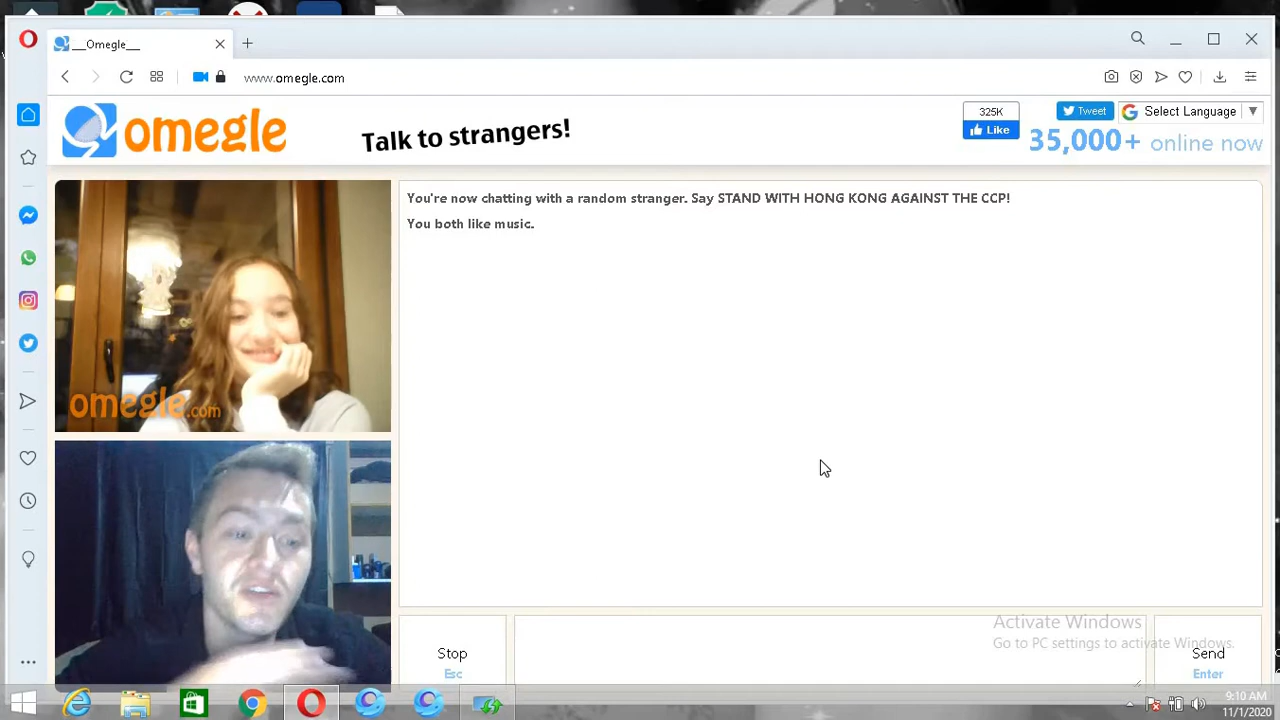 __Omegle__
www.omegle.com
omegle
Talk to strangers!
325K
Like
Tweet
Select Language
35,000+ online now
You're now chatting with a random stranger. Say STAND WITH HONG KONG AGAINST THE CCP!
You both like music.
omegle.com
Activate Windows
Go to PC settings to activate Windows.
Stop
Esc
Send
Enter
9:10 AM
11/1/2020